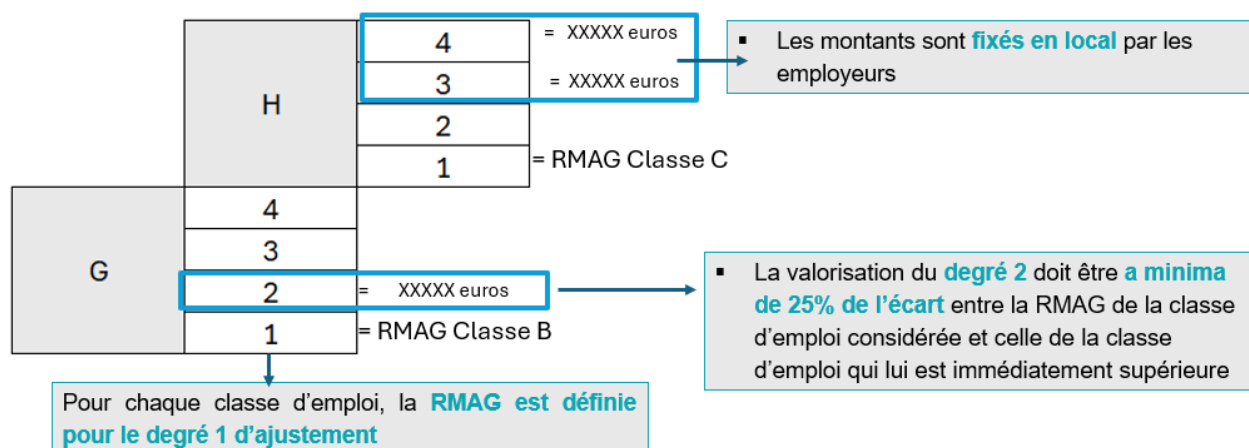 4 = XXXXX euros
3 = XXXXX euros
H
2
1 = RMAG Classe C
▪ Les montants sont fixés en local par les
employeurs
4
3
G
2 = XXXXX euros
1 = RMAG Classe B
▪ La valorisation du degré 2 doit être a minima
de 25% de l'écart entre la RMAG de la classe
d'emploi considérée et celle de la classe
d'emploi qui lui est immédiatement supérieure
Pour chaque classe d'emploi, la RMAG est définie
pour le degré 1 d'ajustement